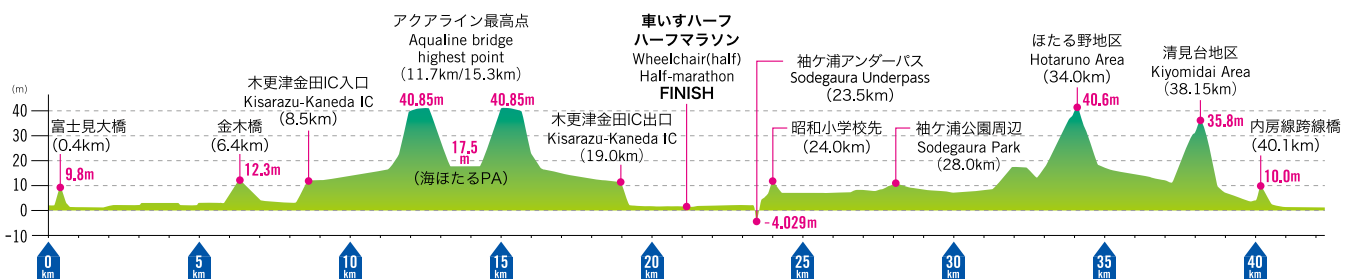 (m)
40
30
20
10
0
-10
富士見大橋
(0.4km)
9.8m
金木橋
(6.4km)
12.3m
木更津金田IC入口
Kisarazu-Kaneda IC
(8.5km)
アクアライン最高点
Aqualine bridge
highest point
(11.7km/15.3km)
40.85m
40.85m
17.5
m
(海ほたるPA)
木更津金田IC出口
Kisarazu-Kaneda IC
(19.0km)
車いすハーフ
ハーフマラソン
Wheelchair(half)
Half-marathon
FINISH
袖ケ浦アンダーパス
Sodegaura Underpass
(23.5km)
-4.029m
昭和小学校先
(24.0km)
袖ケ浦公園周辺
Sodegaura Park
(28.0km)
ほたる野地区
Hotaruno Area
(34.0km)
40.6m
清見台地区
Kiyomidai Area
(38.15km)
35.8m
内房線跨線橋
(40.1km)
10.0m
0
km
5
km
10
km
15
km
20
km
25
km
30
km
35
km
40
km